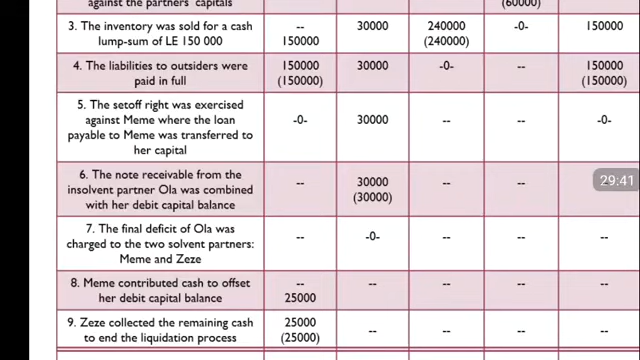 against the partners' capitals
(60000)
3. The inventory was sold for a cash
lump-sum of LE 150 000
--
150000
30000
240000
(240000)
-0-
150000
4. The liabilities to outsiders were
paid in full
150000
(150000)
30000
-0-
--
150000
(150000)
5. The setoff right was exercised
against Meme where the loan
payable to Meme was transferred to
her capital
-0-
30000
--
--
-0-
6. The note receivable from the
insolvent partner Ola was combined
with her debit capital balance
--
30000
(30000)
--
--
29:41
7. The final deficit of Ola was
charged to the two solvent partners:
Meme and Zeze
--
-0-
--
--
--
8. Meme contributed cash to offset
her debit capital balance
--
25000
--
--
--
--
9. Zeze collected the remaining cash
to end the liquidation process
25000
(25000)
--
--
--
--